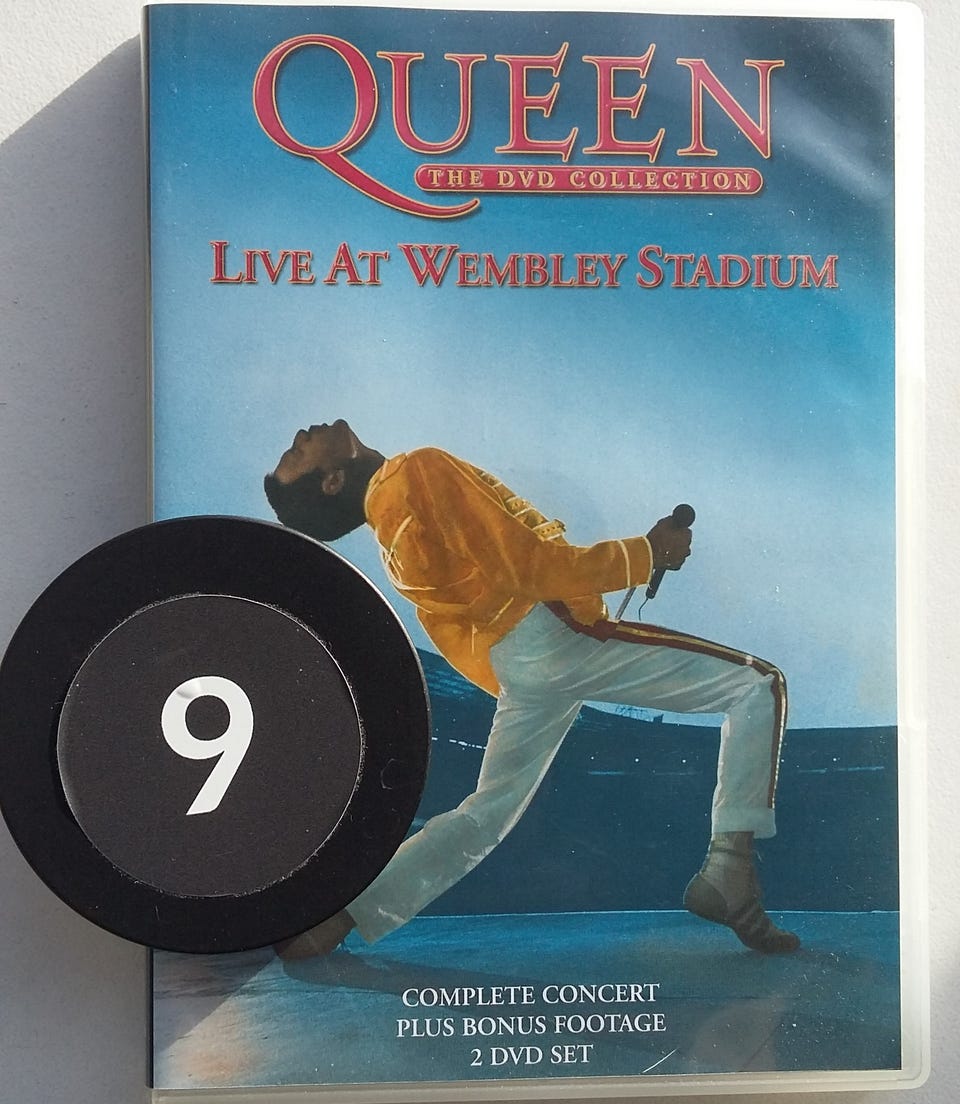 QUEEN
THE DVD COLLECTION
LIVE AT WEMBLEY STADIUM
9
COMPLETE CONCERT
PLUS BONUS FOOTAGE
2 DVD SET